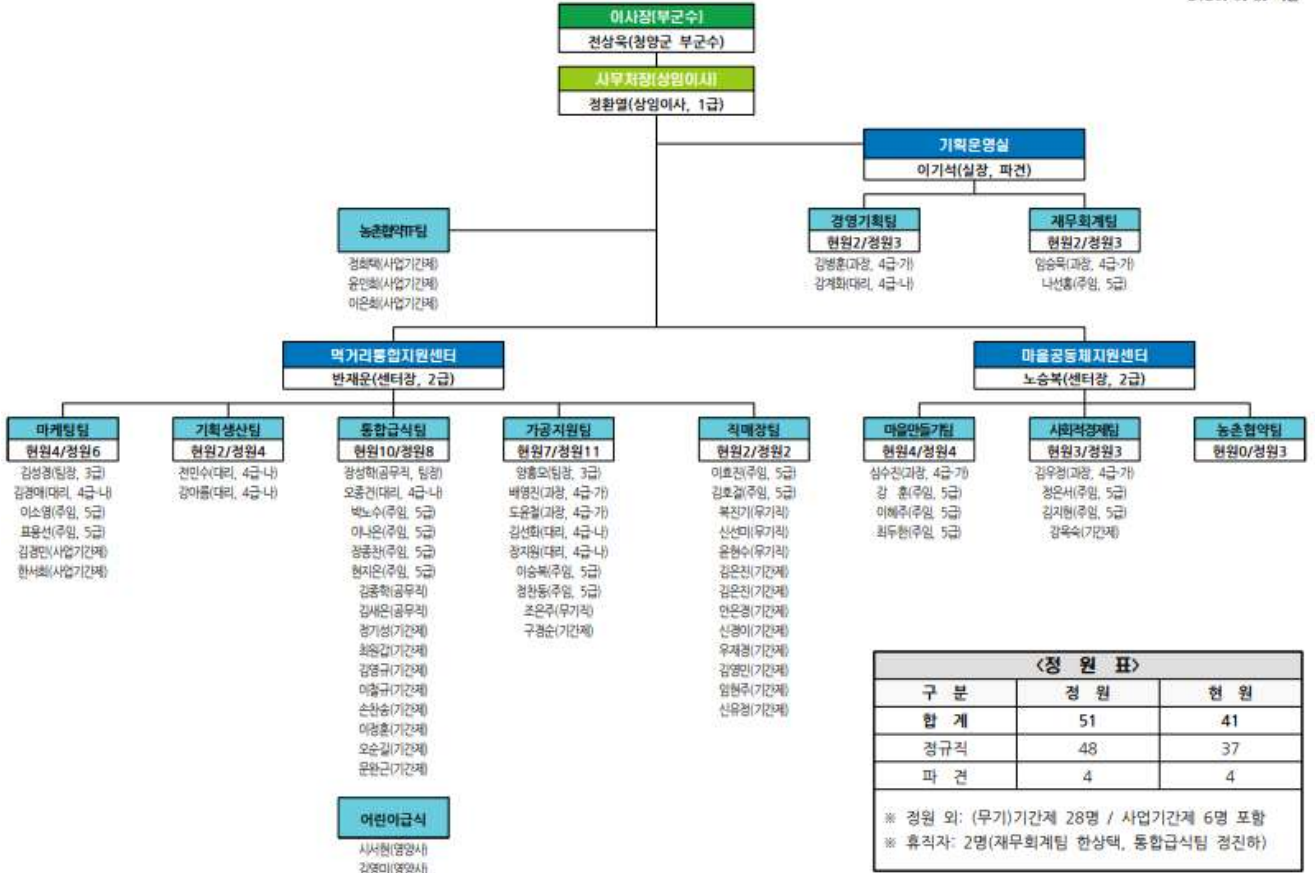 이사장[부군수]
전상욱(청양군 부군수)
사무처장[상임이사]
정환열(상임이사, 1급)
기획운영실
이기석(실장, 파견)
농촌협약TF팀
정희택(사업기간제)
윤인희(사업기간제)
이은희(사업기간제)
경영기획팀
현원2/정원3
김병훈(과장, 4급-가)
강계화(대리, 4급-나)
재무회계팀
현원2/정원3
임승묵(과장, 4급-가)
나선흥(주임, 5급)
먹거리통합지원센터
반재운(센터장, 2급)
마을공동체지원센터
노승복(센터장, 2급)
마케팅팀
현원4/정원6
김성경(팀장, 3급)
김경애(대리, 4급-나)
이소영(주임, 5급)
표용선(주임, 5급)
김경민(사업기간제)
한서희(사업기간제)
기획생산팀
현원2/정원4
전민수(대리, 4급-나)
강아름(대리, 4급-나)
통합급식팀
현원10/정원8
장성학(공무직, 팀장)
오종건(대리, 4급-나)
박노수(주임, 5급)
이나은(주임, 5급)
장종찬(주임, 5급)
현지은(주임, 5급)
김종학(공무직)
김새은(공무직)
정기성(기간제)
최원갑(기간제)
김영규(기간제)
이철규(기간제)
손찬송(기간제)
이정훈(기간제)
오순길(기간제)
문완근(기간제)
어린이급식
시서현(영양사)
김영미(영양사)
가공지원팀
현원7/정원11
양홍모(팀장, 3급)
배영진(과장, 4급-가)
도윤철(과장, 4급-가)
김선화(대리, 4급-나)
장지원(대리, 4급-나)
이승복(주임, 5급)
정찬동(주임, 5급)
조은주(무기직)
구경순(기간제)
직매장팀
현원2/정원2
이효진(주임, 5급)
김호걸(주임, 5급)
복진기(무기직)
신선미(무기직)
윤현수(무기직)
김은진(기간제)
김은진(기간제)
안은경(기간제)
신경이(기간제)
우재경(기간제)
김영민(기간제)
임현주(기간제)
신유정(기간제)
마을만들기팀
현원4/정원4
심수진(과장, 4급-가)
강 훈(주임, 5급)
이혜주(주임, 5급)
최두한(주임, 5급)
사회적경제팀
현원3/정원3
김우정(과장, 4급-가)
정은서(주임, 5급)
김지현(주임, 5급)
강옥숙(기간제)
농촌협약팀
현원0/정원3
<정 원 표>
구 분 정 원 현 원
합 계 51 41
정규직 48 37
파 견 4 4
※ 정원 외: (무기)기간제 28명 / 사업기간제 6명 포함
※ 휴직자: 2명(재무회계팀 한상택, 통합급식팀 정진하)